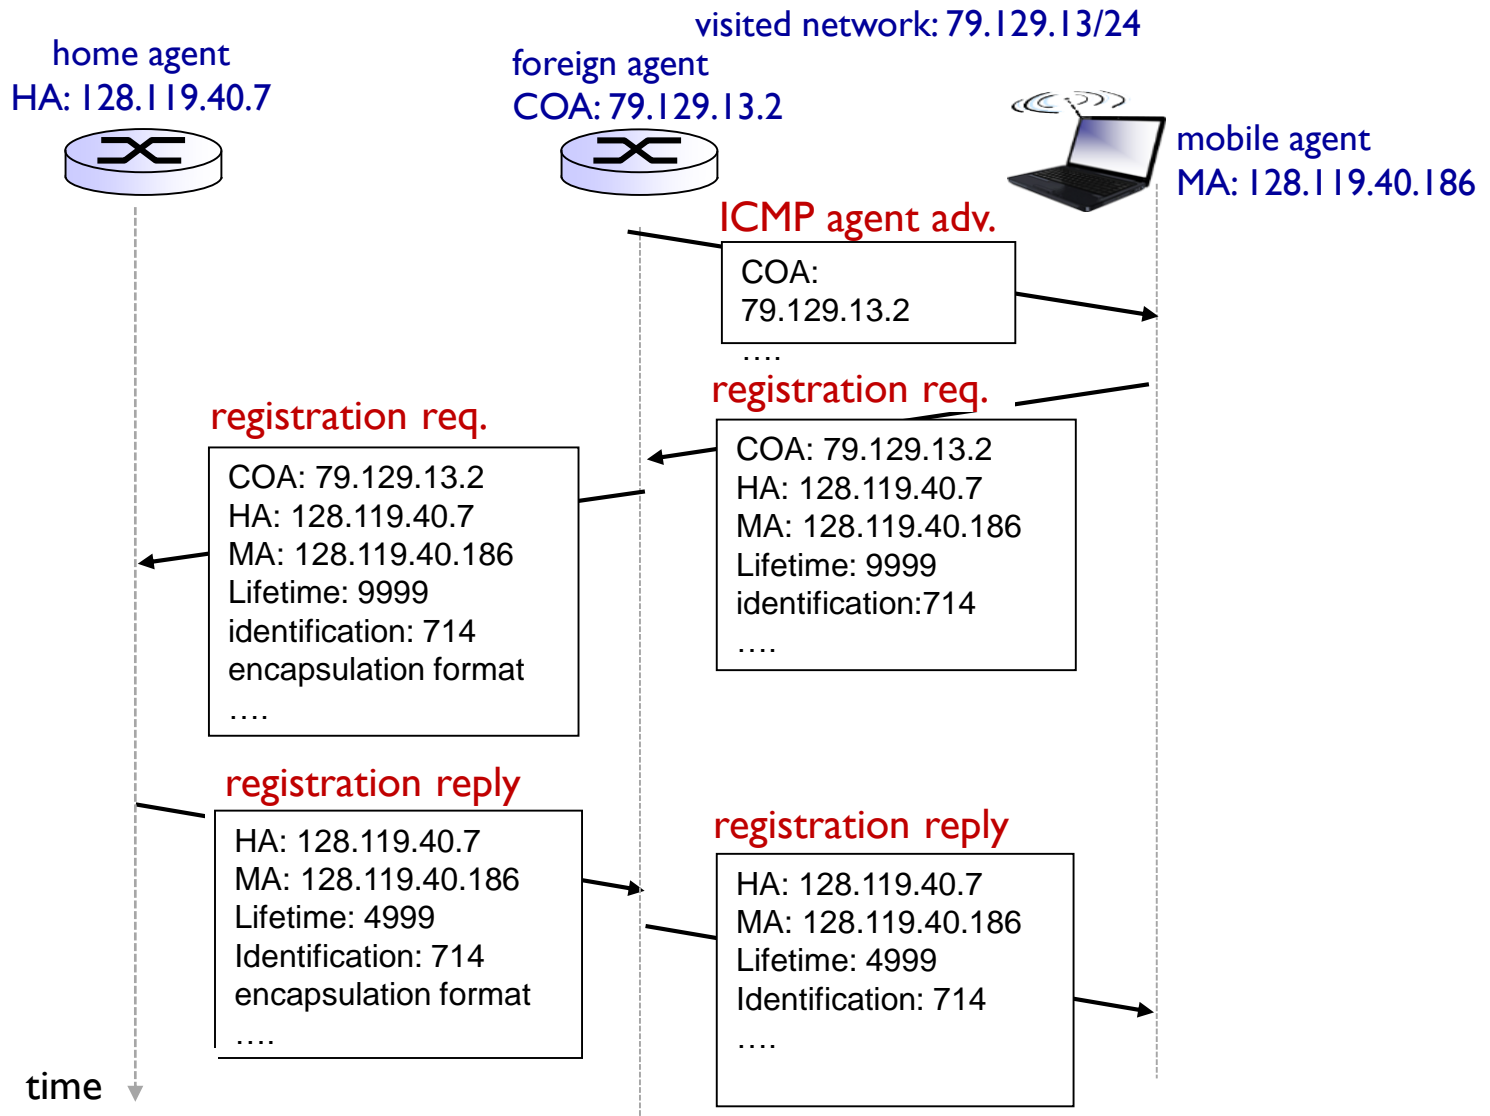 visited network: 79.129.13/24
home agent
HA: 128.119.40.7
foreign agent
COA: 79.129.13.2
mobile agent
MA: 128.119.40.186
ICMP agent adv.
COA:
79.129.13.2
….
registration req.
COA: 79.129.13.2
HA: 128.119.40.7
MA: 128.119.40.186
Lifetime: 9999
identification:714
….
registration req.
COA: 79.129.13.2
HA: 128.119.40.7
MA: 128.119.40.186
Lifetime: 9999
identification: 714
encapsulation format
….
registration reply
HA: 128.119.40.7
MA: 128.119.40.186
Lifetime: 4999
Identification: 714
encapsulation format
….
registration reply
HA: 128.119.40.7
MA: 128.119.40.186
Lifetime: 4999
Identification: 714
….
time